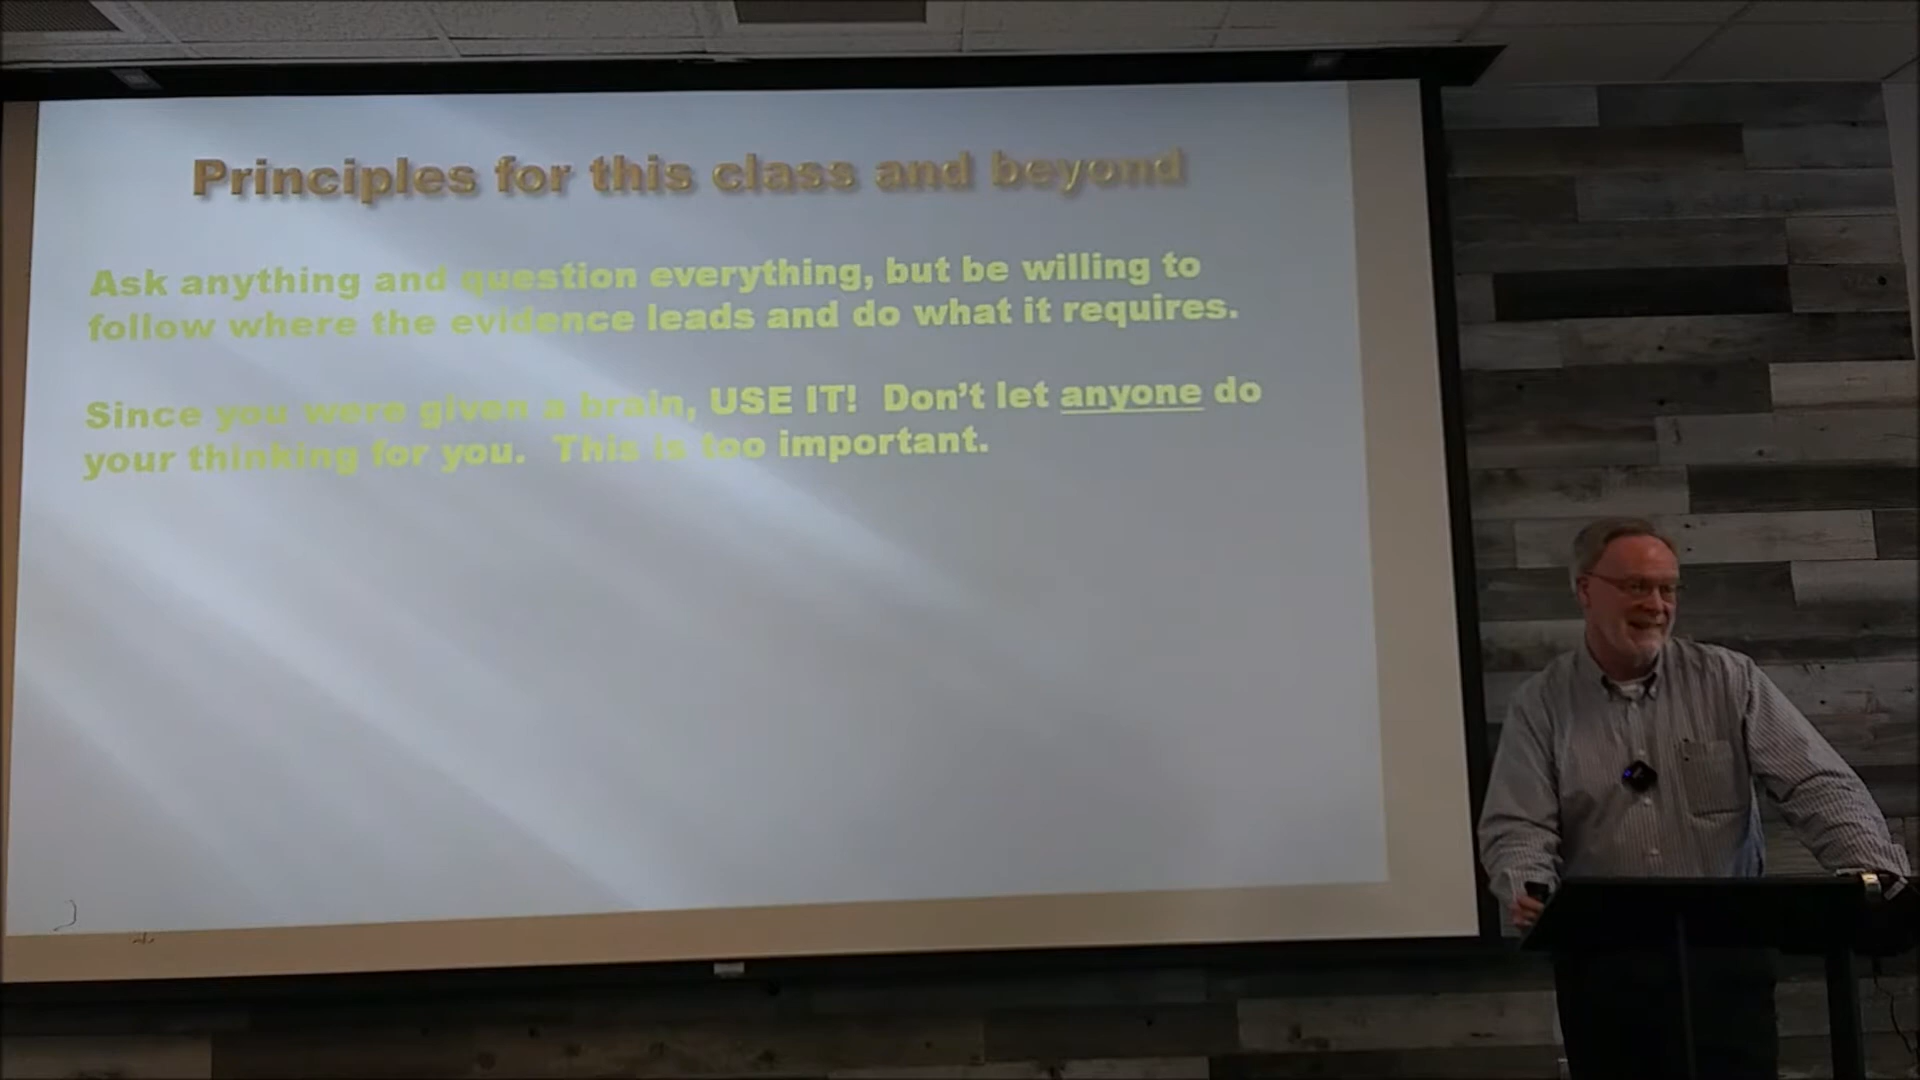 Principles for this class and beyond
Ask anything and question everything, but be willing to
follow where the evidence leads and do what it requires.
Since you were given a brain, USE IT!  Don't let anyone do
your thinking for you.  This is too important.